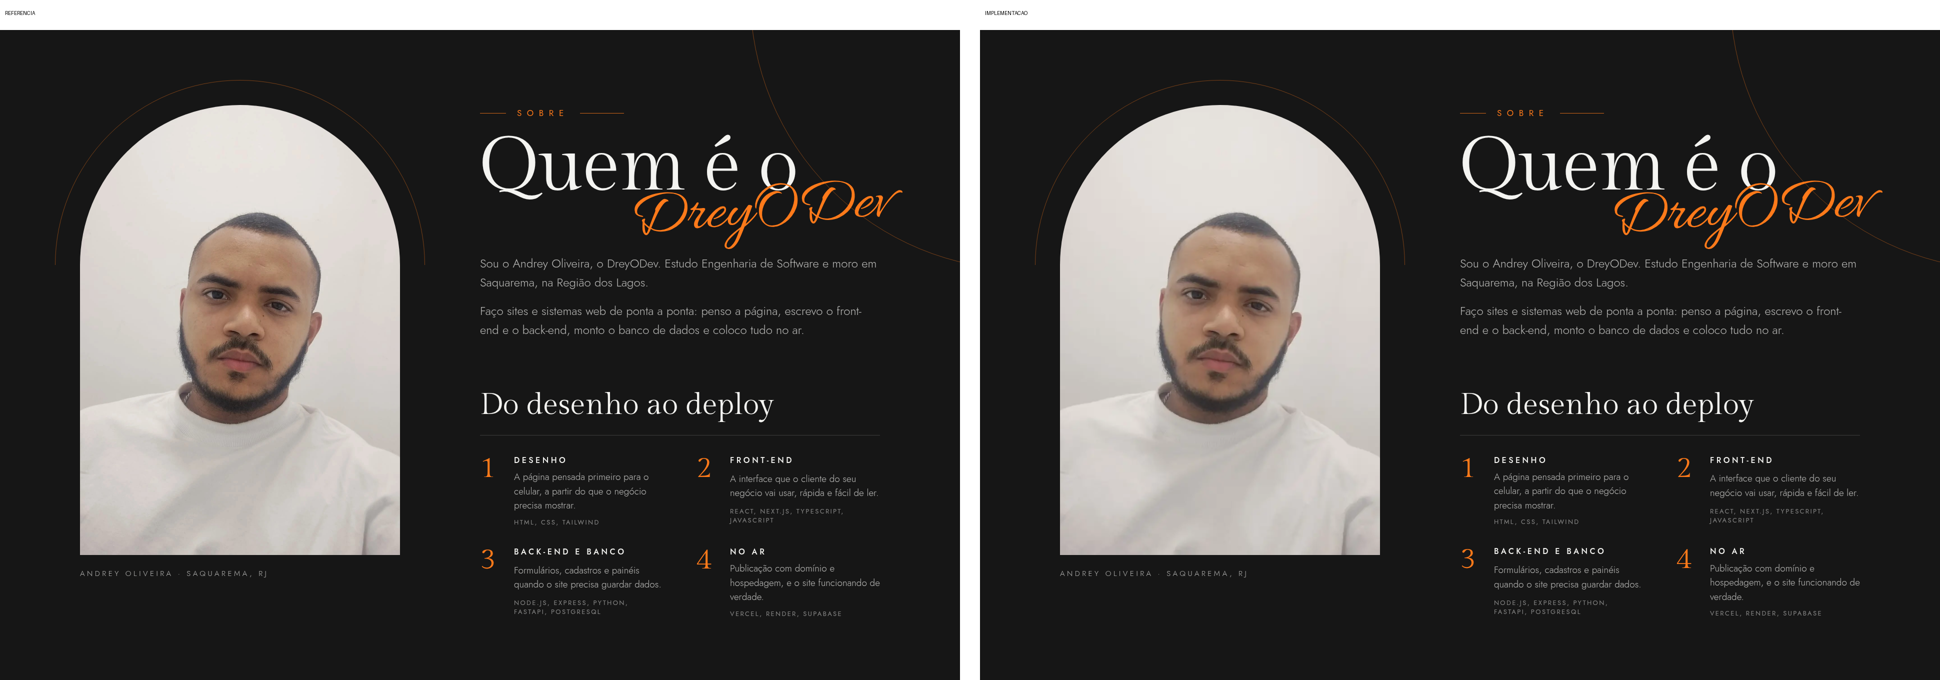 REFERENCIA
SOBRE
Quem é o
DreyODev
Sou o Andrey Oliveira, o DreyODev. Estudo Engenharia de Software e moro em
Saquarema, na Região dos Lagos.
Faço sites e sistemas web de ponta a ponta: penso a página, escrevo o front-
end e o back-end, monto o banco de dados e coloco tudo no ar.
Do desenho ao deploy
1
DESENHO
A página pensada primeiro para o
celular, a partir do que o negócio
precisa mostrar.
HTML, CSS, TAILWIND
2
FRONT-END
A interface que o cliente do seu
negócio vai usar, rápida e fácil de ler.
REACT, NEXT.JS, TYPESCRIPT,
JAVASCRIPT
3
BACK-END E BANCO
Formulários, cadastros e painéis
quando o site precisa guardar dados.
NODE.JS, EXPRESS, PYTHON,
FASTAPI, POSTGRESQL
4
NO AR
Publicação com domínio e
hospedagem, e o site funcionando de
verdade.
VERCEL, RENDER, SUPABASE
ANDREY OLIVEIRA · SAQUAREMA, RJ
IMPLEMENTACAO
SOBRE
Quem é o
DreyODev
Sou o Andrey Oliveira, o DreyODev. Estudo Engenharia de Software e moro em
Saquarema, na Região dos Lagos.
Faço sites e sistemas web de ponta a ponta: penso a página, escrevo o front-
end e o back-end, monto o banco de dados e coloco tudo no ar.
Do desenho ao deploy
1
DESENHO
A página pensada primeiro para o
celular, a partir do que o negócio
precisa mostrar.
HTML, CSS, TAILWIND
2
FRONT-END
A interface que o cliente do seu
negócio vai usar, rápida e fácil de ler.
REACT, NEXT.JS, TYPESCRIPT,
JAVASCRIPT
3
BACK-END E BANCO
Formulários, cadastros e painéis
quando o site precisa guardar dados.
NODE.JS, EXPRESS, PYTHON,
FASTAPI, POSTGRESQL
4
NO AR
Publicação com domínio e
hospedagem, e o site funcionando de
verdade.
VERCEL, RENDER, SUPABASE
ANDREY OLIVEIRA · SAQUAREMA, RJ